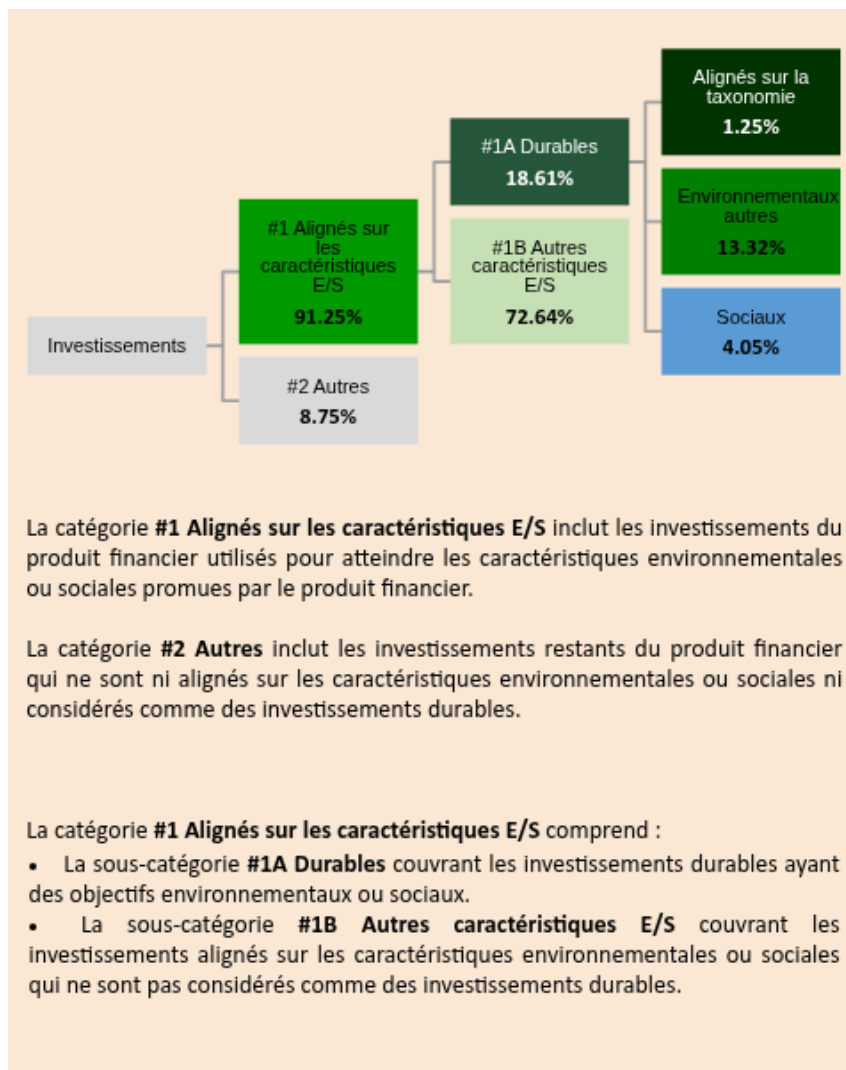 Alignés sur la
taxonomie
1.25%
#1A Durables
18.61%
Environnementaux
autres
13.32%
#1 Alignés sur
les
caractéristiques
E/S
91.25%
#1B Autres
caractéristiques
E/S
72.64%
Sociaux
4.05%
Investissements
#2 Autres
8.75%
La catégorie #1 Alignés sur les caractéristiques E/S inclut les investissements du
produit financier utilisés pour atteindre les caractéristiques environnementales
ou sociales promues par le produit financier.
La catégorie #2 Autres inclut les investissements restants du produit financier
qui ne sont ni alignés sur les caractéristiques environnementales ou sociales ni
considérés comme des investissements durables.
La catégorie #1 Alignés sur les caractéristiques E/S comprend :
• La sous-catégorie #1A Durables couvrant les investissements durables ayant
des objectifs environnementaux ou sociaux.
• La sous-catégorie #1B Autres caractéristiques E/S couvrant les
investissements alignés sur les caractéristiques environnementales ou sociales
qui ne sont pas considérés comme des investissements durables.